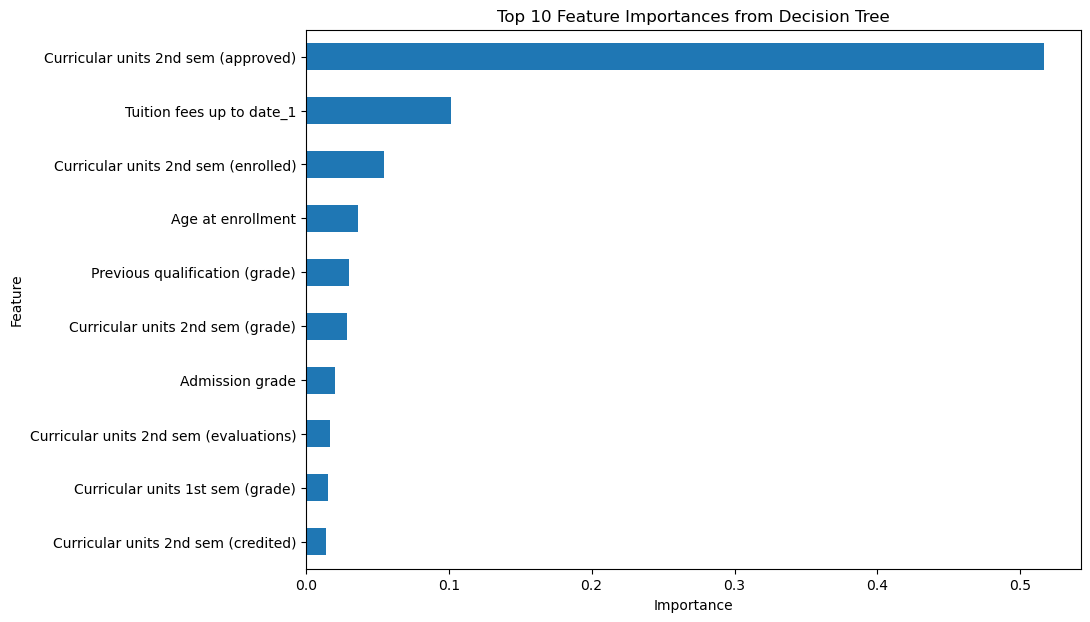 Top 10 Feature Importances from Decision Tree
Feature
Curricular units 2nd sem (approved)
Tuition fees up to date_1
Curricular units 2nd sem (enrolled)
Age at enrollment
Previous qualification (grade)
Curricular units 2nd sem (grade)
Admission grade
Curricular units 2nd sem (evaluations)
Curricular units 1st sem (grade)
Curricular units 2nd sem (credited)
0.0 0.1 0.2 0.3 0.4 0.5
Importance